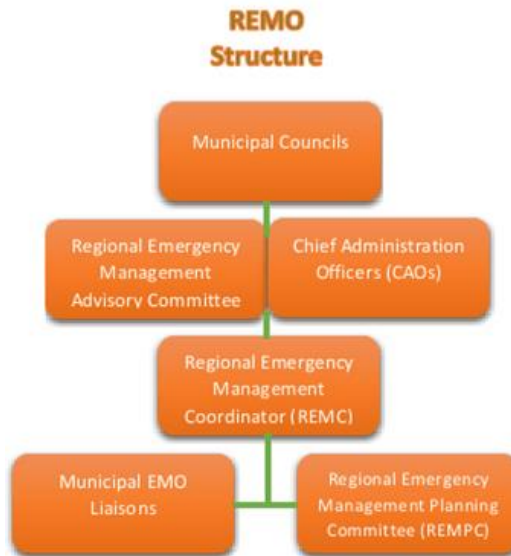 REMO
Structure
Municipal Councils
Regional Emergency
Management
Advisory Committee
Chief Administration
Officers (CAOs)
Regional Emergency
Management
Coordinator (REMC)
Municipal EMO
Liaisons
Regional Emergency
Management Planning
Committee (REMPC)